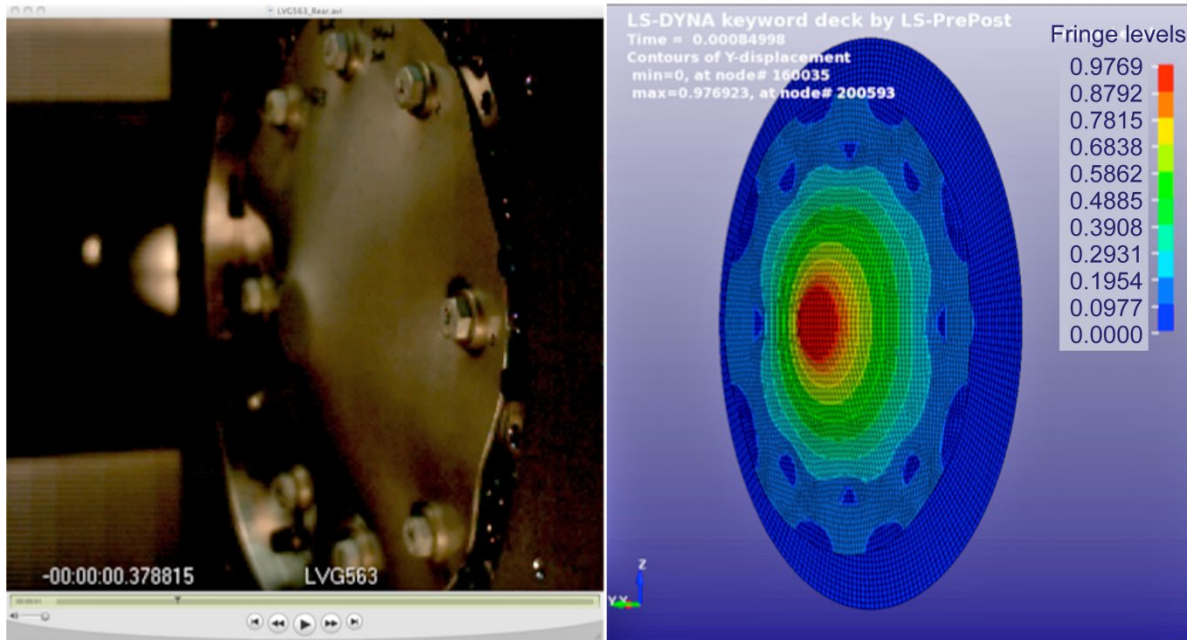 LVG563_Rear.avi
-00:00:00.378815 LVG563
LS-DYNA keyword deck by LS-PrePost
Time = 0.00084998
Contours of Y-displacement
min=0, at node# 160035
max=0.976923, at node# 200593
Fringe levels
0.9769
0.8792
0.7815
0.6838
0.5862
0.4885
0.3908
0.2931
0.1954
0.0977
0.0000
Z
Y X